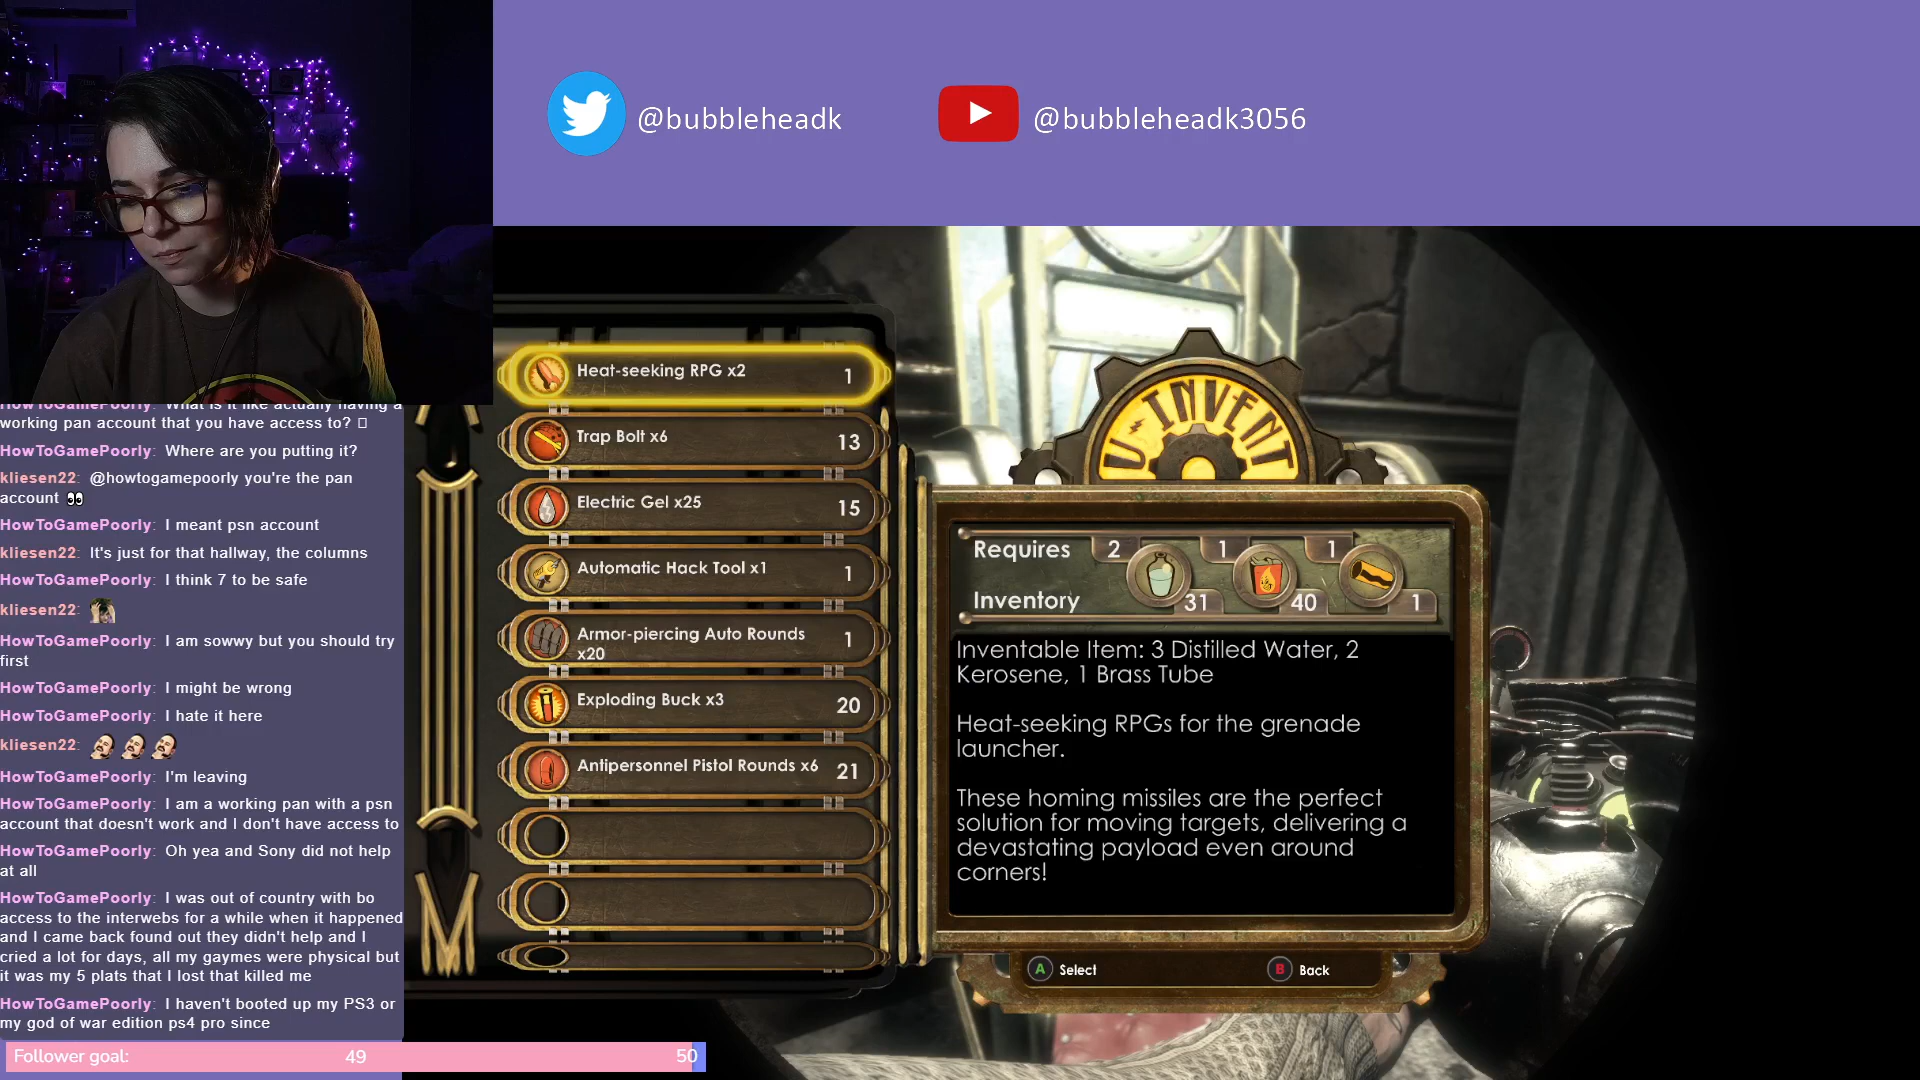 @bubbleheadk
@bubbleheadk3056
HowToGamePoorly: What is it like actually having a
working pan account that you have access to?
HowToGamePoorly: Where are you putting it?
kliesen22: @howtogamepoorly you're the pan
account
HowToGamePoorly: I meant psn account
kliesen22: It's just for that hallway, the columns
HowToGamePoorly: I think 7 to be safe
kliesen22:
HowToGamePoorly: I am sowwy but you should try
first
HowToGamePoorly: I might be wrong
HowToGamePoorly: I hate it here
kliesen22:
HowToGamePoorly: I'm leaving
HowToGamePoorly: I am a working pan with a psn
account that doesn't work and I don't have access to
HowToGamePoorly: Oh yea and Sony did not help
at all
HowToGamePoorly: I was out of country with bo
access to the interwebs for a while when it happened
and I came back found out they didn't help and I
cried a lot for days, all my gaymes were physical but
it was my 5 plats that I lost that killed me
HowToGamePoorly: I haven't booted up my PS3 or
my god of war edition ps4 pro since
Follower goal: 49 50
Heat-seeking RPG x2 1
Trap Bolt x6 13
Electric Gel x25 15
Automatic Hack Tool x1 1
Armor-piercing Auto Rounds
x20 1
Exploding Buck x3 20
Antipersonnel Pistol Rounds x6 21
U-INVENT
Requires 2 1 1
Inventory 31 40 1
Inventable Item: 3 Distilled Water, 2
Kerosene, 1 Brass Tube
Heat-seeking RPGs for the grenade
launcher.
These homing missiles are the perfect
solution for moving targets, delivering a
devastating payload even around
corners!
A Select B Back